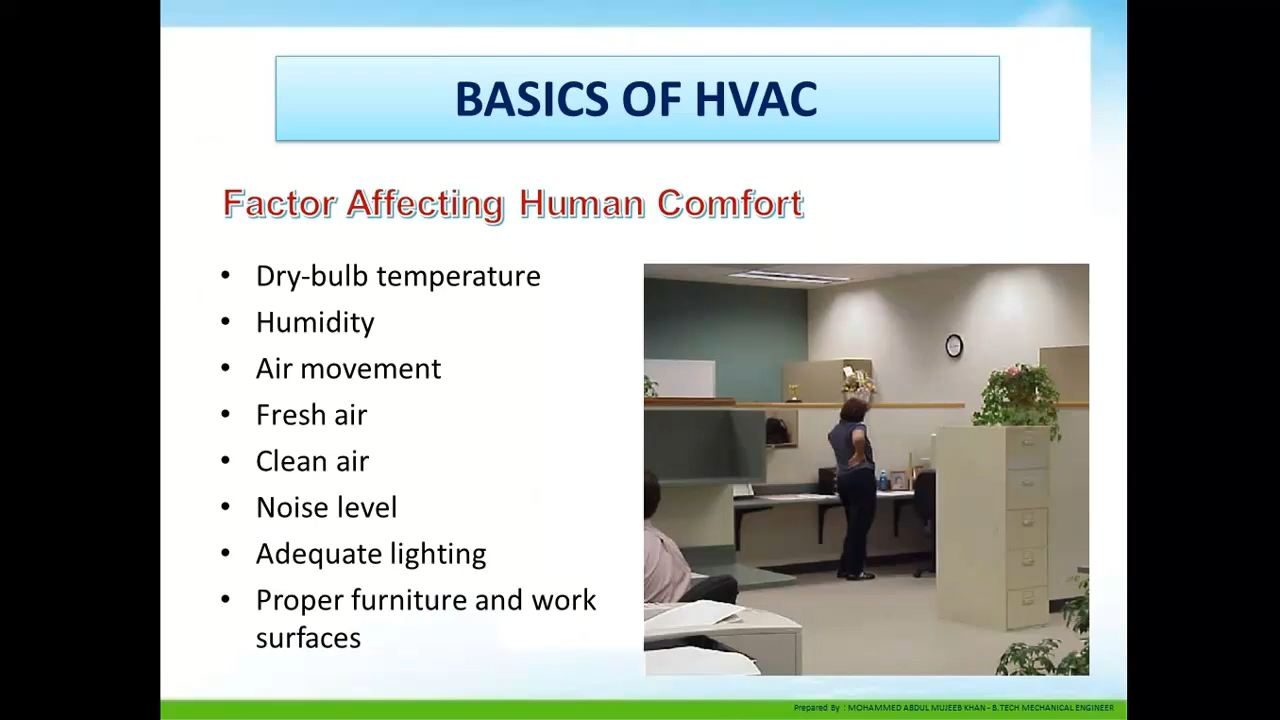 BASICS OF HVAC
Factor Affecting Human Comfort
• Dry-bulb temperature
• Humidity
• Air movement
• Fresh air
• Clean air
• Noise level
• Adequate lighting
• Proper furniture and work
surfaces
Prepared By : MOHAMMED ABDUL MUJEEB KHAN - B.TECH MECHANICAL ENGINEER